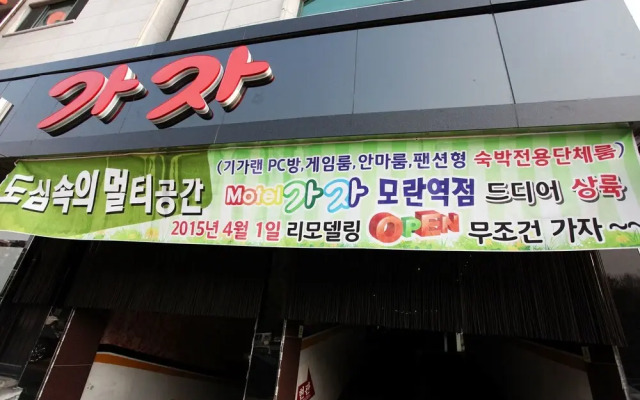 가자
(기가랜 PC방,게임룸,안마룸,팬션형 숙박전용단체룸)
도심 속의 멀티공간 Motel 가자 모란역점 드디어 상륙
2015년 4월 1일 리모델링 OPEN 무조건 가자~~